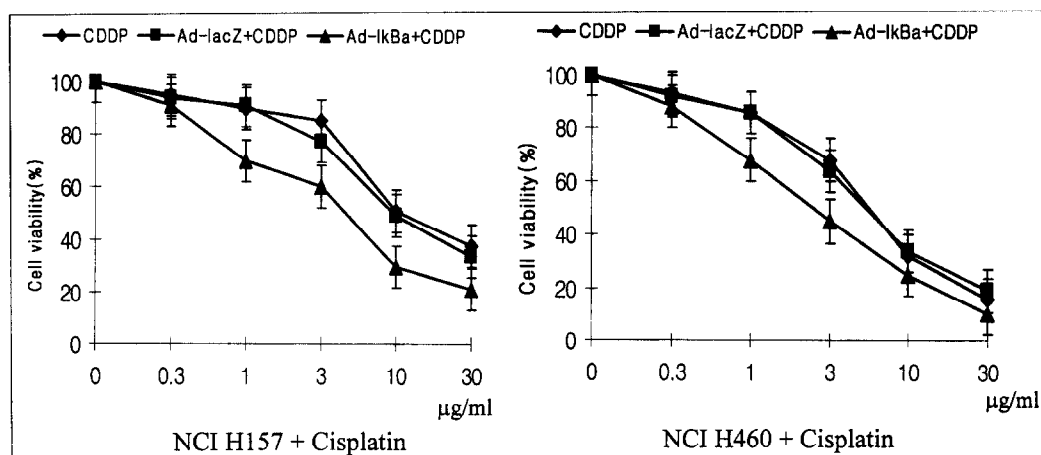 CDDP Ad-lacZ+CDDP Ad-IkBa+CDDP
Cell viability(%)
100
80
60
40
20
0
0 0.3 1 3 10 30
µg/ml
NCI H157 + Cisplatin
CDDP Ad-lacZ+CDDP Ad-IkBa+CDDP
Cell viability(%)
100
80
60
40
20
0
0 0.3 1 3 10 30
µg/ml
NCI H460 + Cisplatin